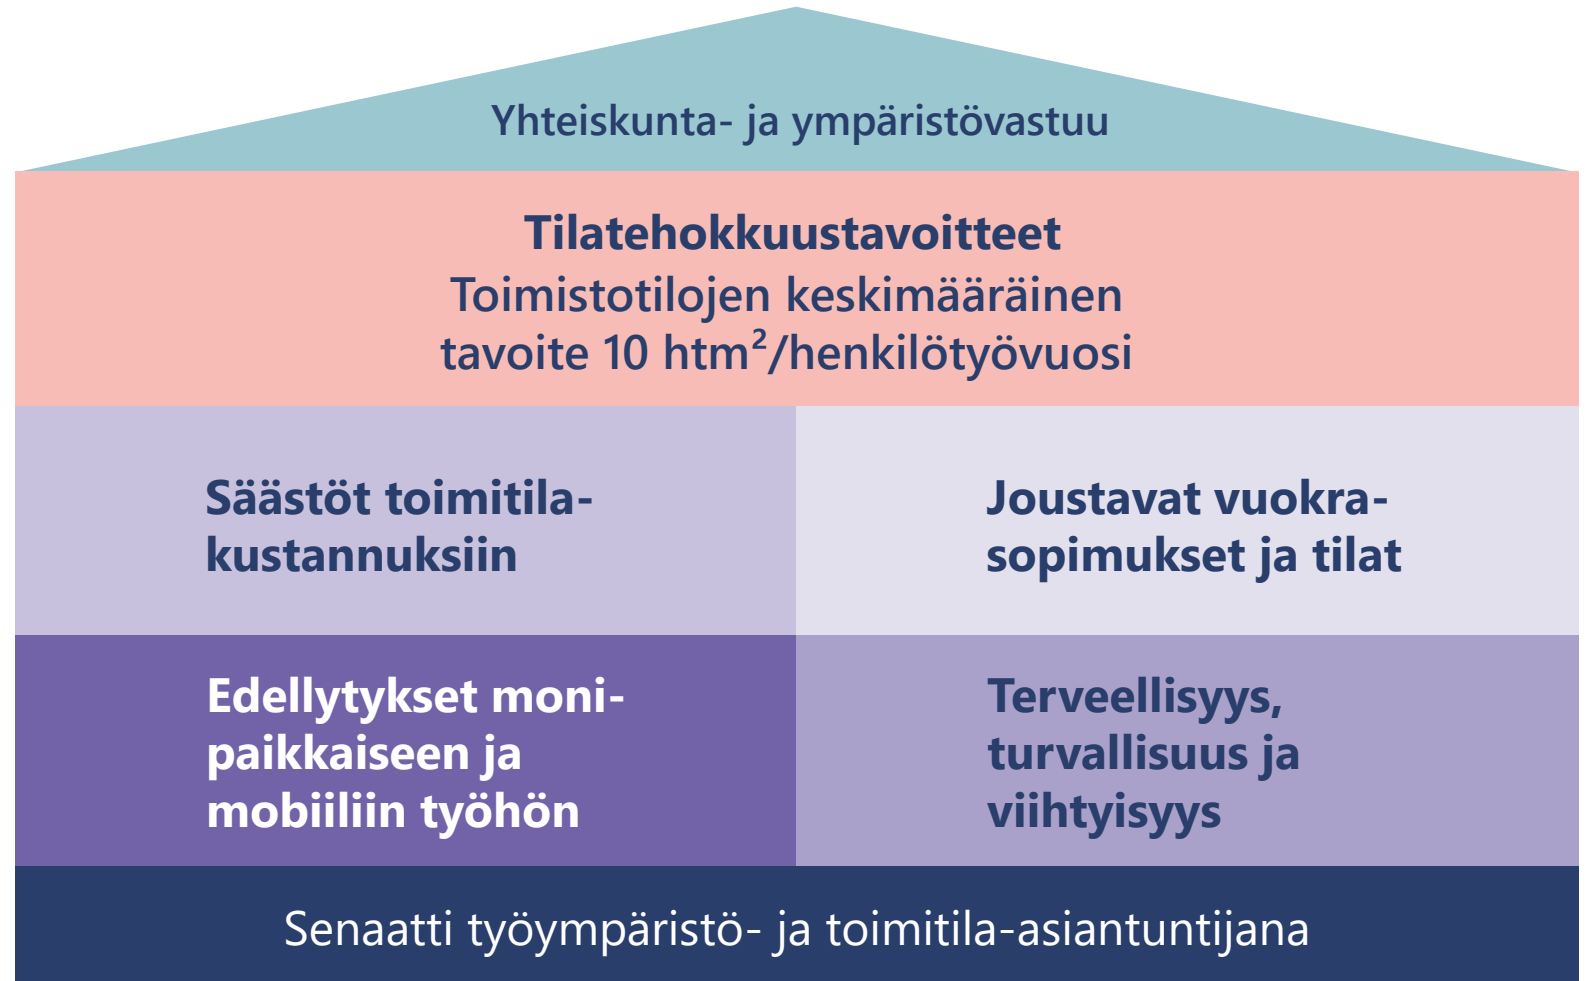 Yhteiskunta- ja ympäristövastuu
Tilatehokkuustavoitteet
Toimistotilojen keskimääräinen
tavoite 10 htm²/henkilötyövuosi
Säästöt toimitila-
kustannuksiin
Joustavat vuokra-
sopimukset ja tilat
Edellytykset moni-
paikkaiseen ja
mobiiliin työhön
Terveellisyys,
turvallisuus ja
viihtyisyys
Senaatti työympäristö- ja toimitila-asiantuntijana